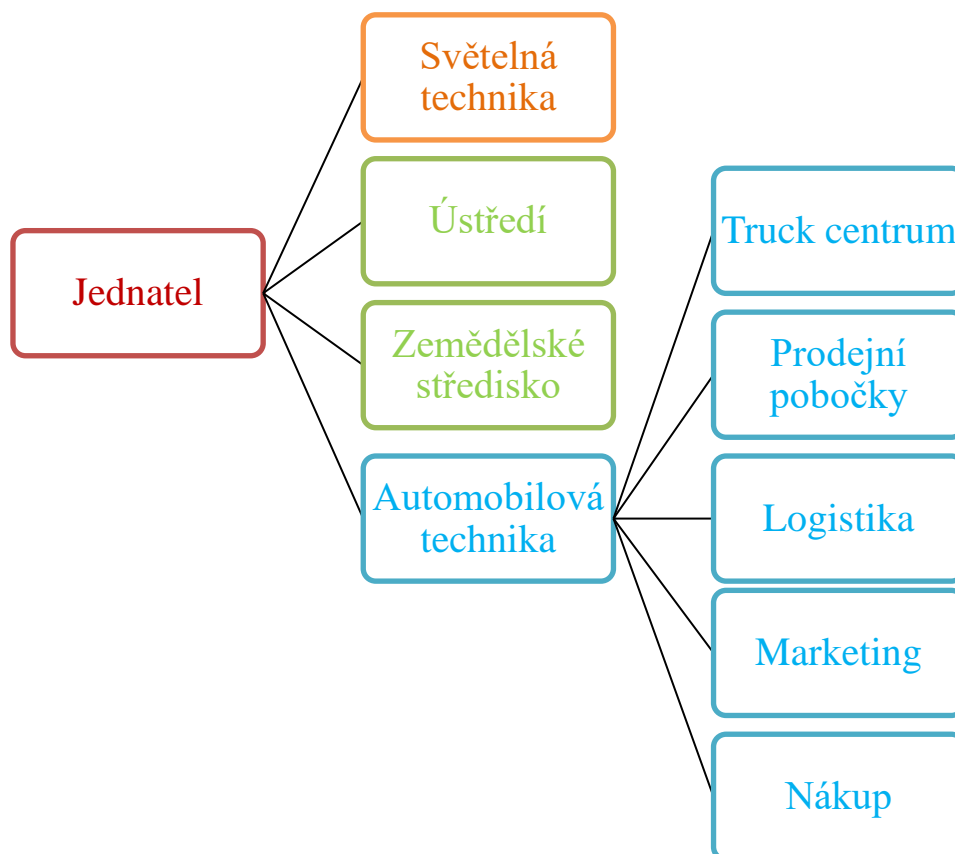 Jednatel
Světelná
technika
Ústředí
Zemědělské
středisko
Automobilová
technika
Truck centrum
Prodejní
pobočky
Logistika
Marketing
Nákup